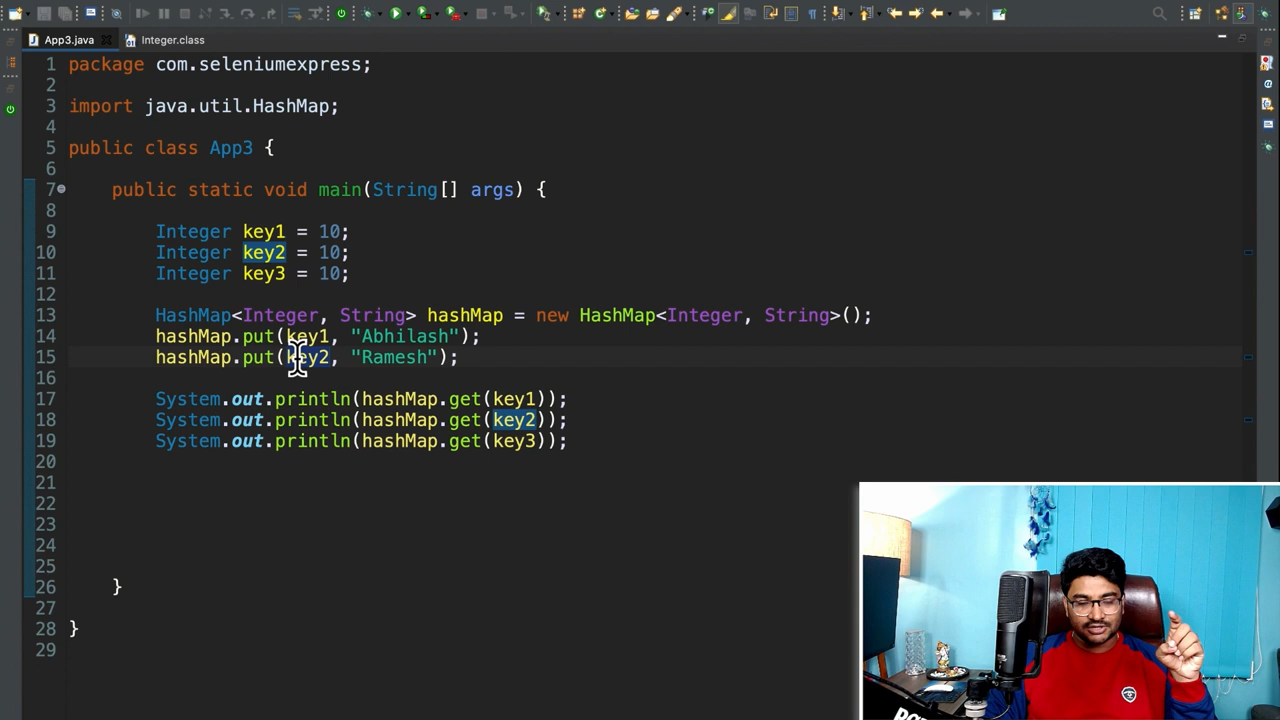 App3.java
Integer.class
1 package com.seleniumexpress;
2
3 import java.util.HashMap;
4
5 public class App3 {
6
7 public static void main(String[] args) {
8
9 Integer key1 = 10;
10 Integer key2 = 10;
11 Integer key3 = 10;
12
13 HashMap<Integer, String> hashMap = new HashMap<Integer, String>();
14 hashMap.put(key1, "Abhilash");
15 hashMap.put(key2, "Ramesh");
16
17 System.out.println(hashMap.get(key1));
18 System.out.println(hashMap.get(key2));
19 System.out.println(hashMap.get(key3));
20
21
22
23
24
25
26 }
27
28 }
29